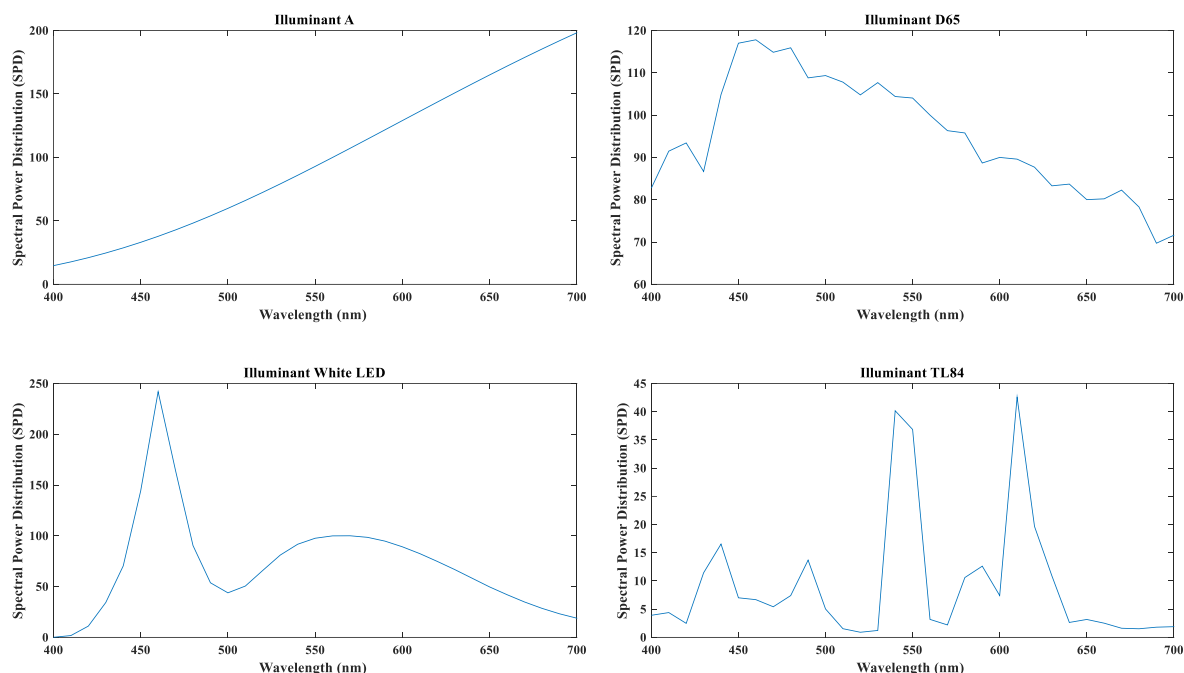 Illuminant A
Spectral Power Distribution (SPD)
200
150
100
50
0
400 450 500 550 600 650 700
Wavelength (nm)
Illuminant D65
Spectral Power Distribution (SPD)
120
110
100
90
80
70
60
400 450 500 550 600 650 700
Wavelength (nm)
Illuminant White LED
Spectral Power Distribution (SPD)
250
200
150
100
50
0
400 450 500 550 600 650 700
Wavelength (nm)
Illuminant TL84
Spectral Power Distribution (SPD)
45
40
35
30
25
20
15
10
5
0
400 450 500 550 600 650 700
Wavelength (nm)